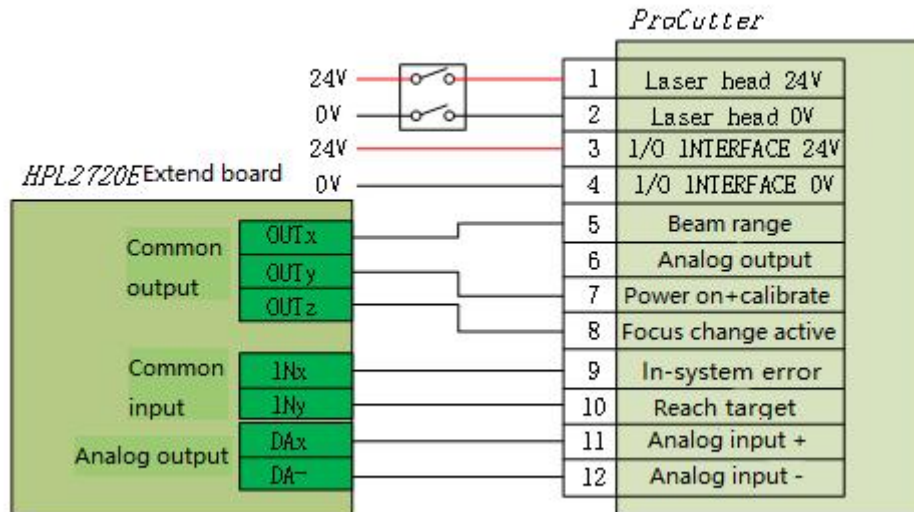 ProCutter
24V 1 Laser head 24V
0V 2 Laser head 0V
24V 3 1/O 1NTERFACE 24V
HPL2720E Extend board
0V 4 1/O 1NTERFACE 0V
Common output
OUTx 5 Beam range
6 Analog output
OUTy 7 Power on+calibrate
OUTz 8 Focus change active
Common input
1Nx 9 In-system error
1Ny 10 Reach target
Analog output
DAx 11 Analog input +
DA- 12 Analog input -